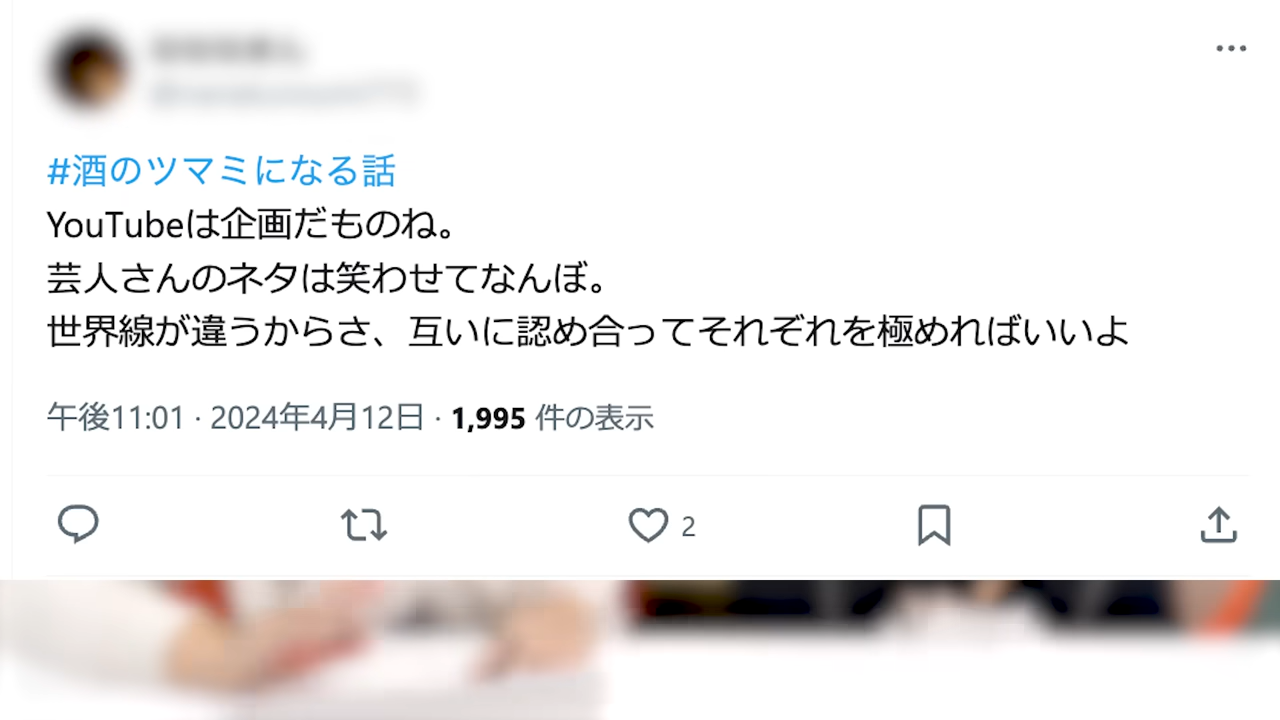 #酒のツマミになる話
YouTubeは企画だものね。
芸人さんのネタは笑わせてなんぼ。
世界線が違うからさ、互いに認め合ってそれぞれを極めればいいよ
午後11:01 · 2024年4月12日 · 1,995 件の表示
2